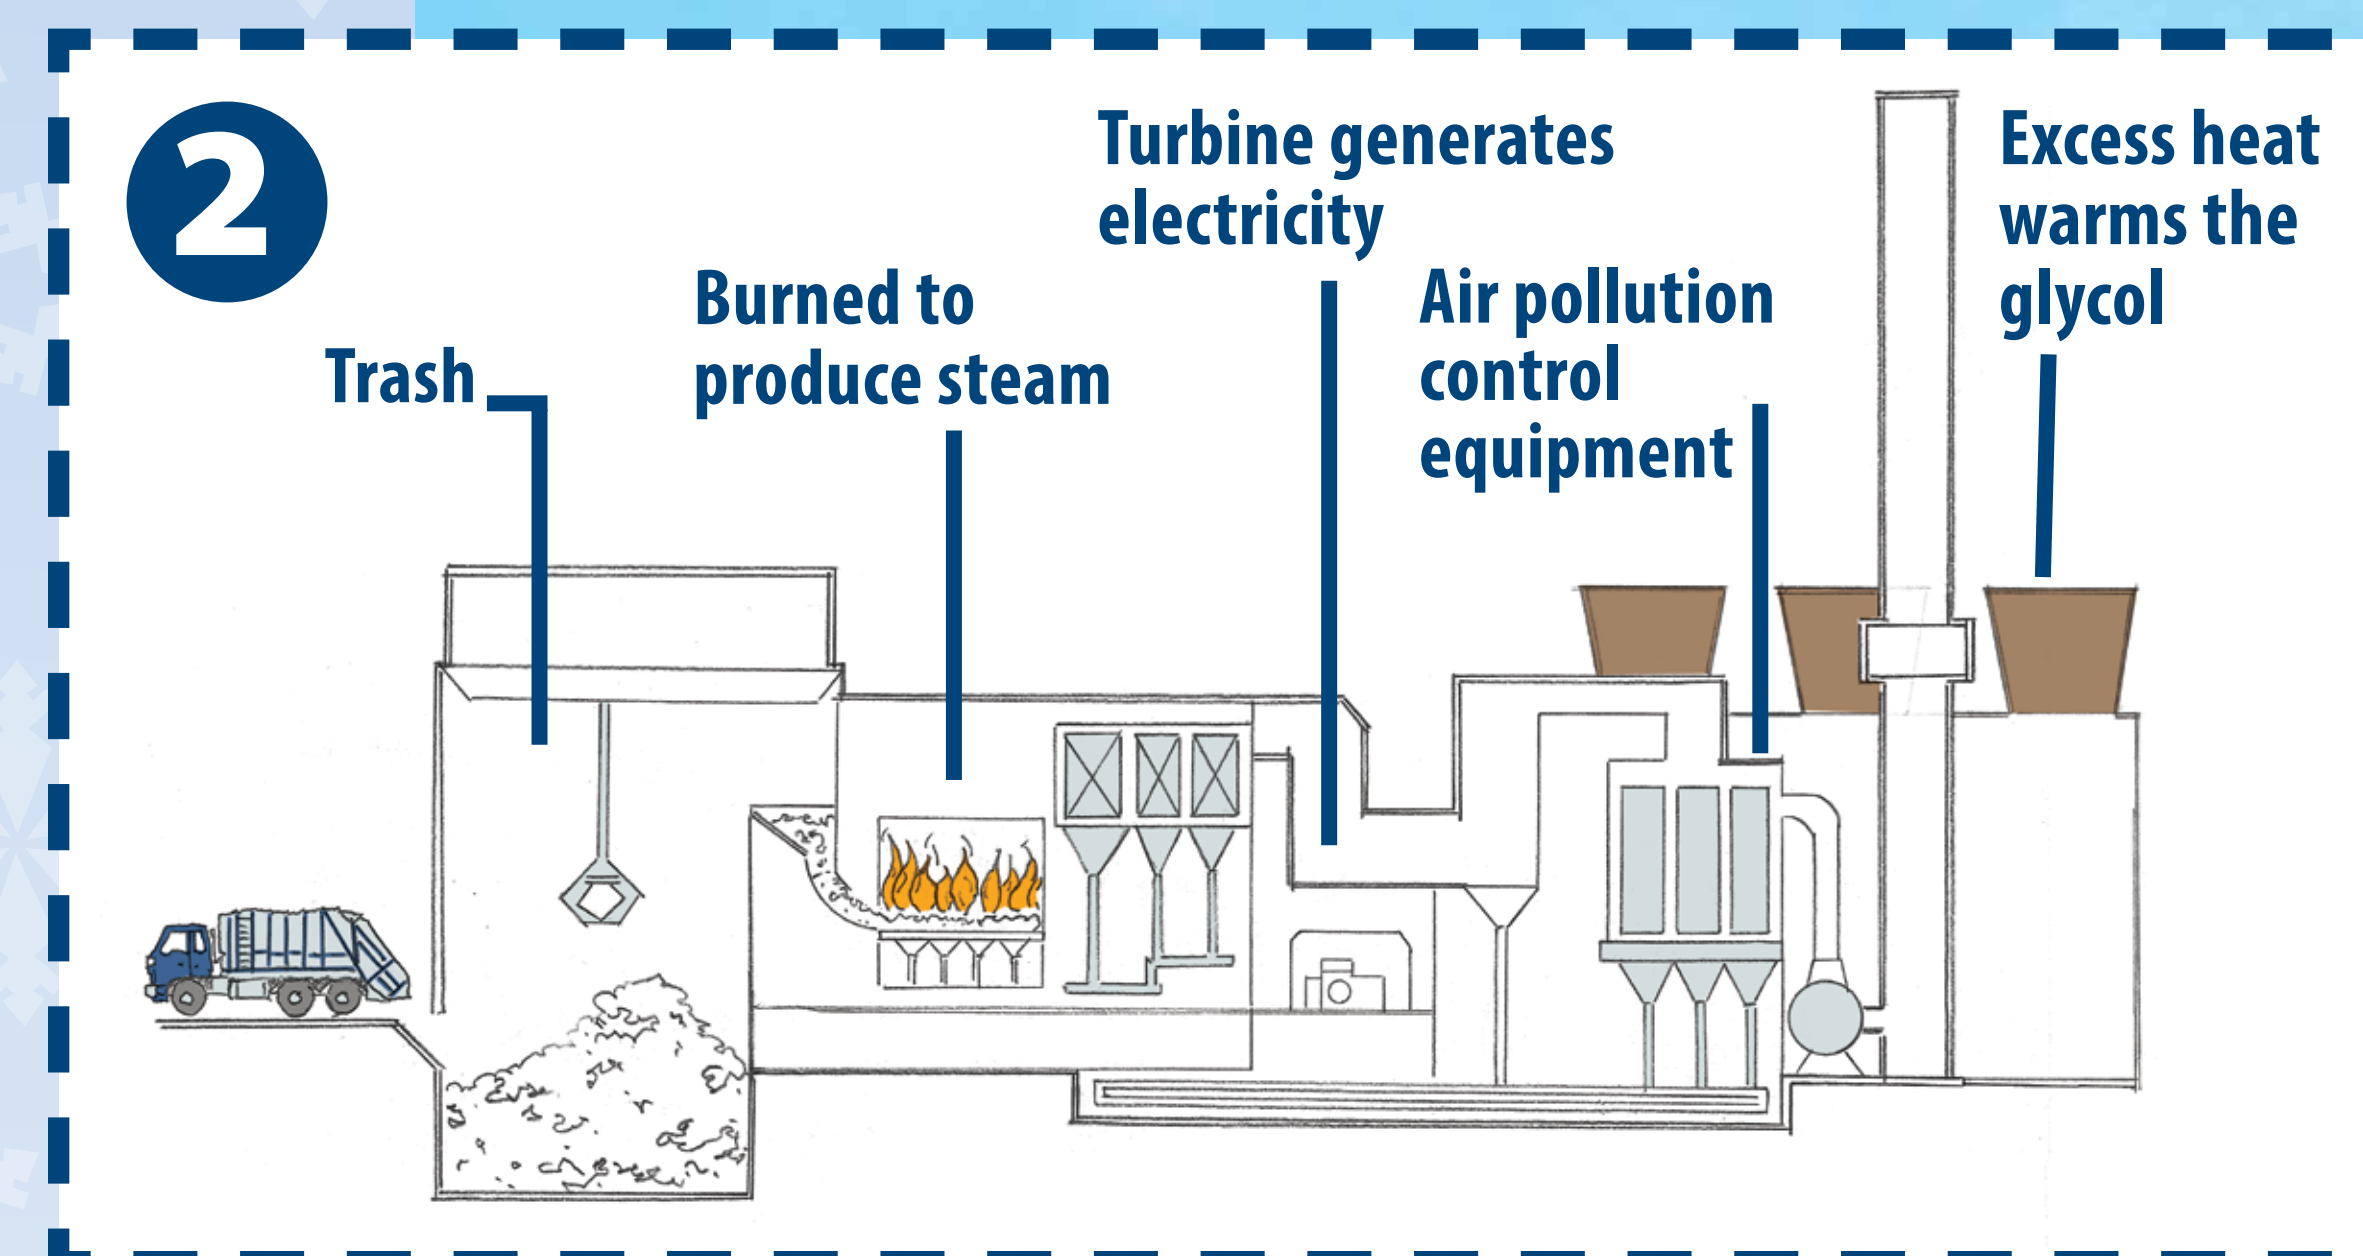 2
Trash
Burned to
produce steam
Turbine generates
electricity
Air pollution
control
equipment
Excess heat
warms the
glycol